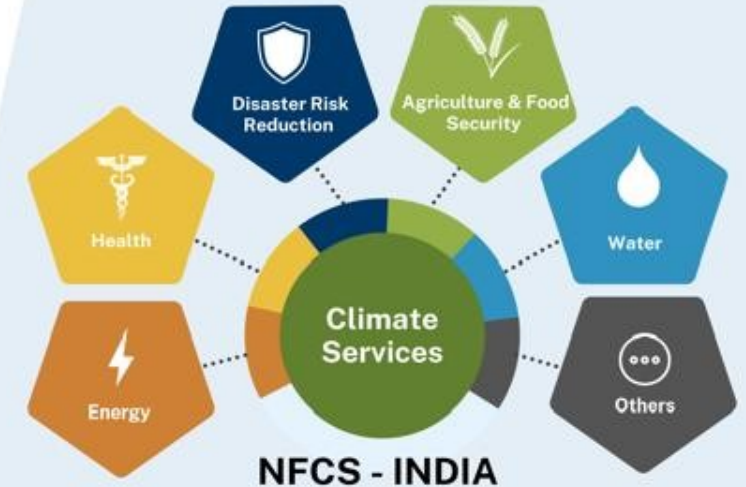 Disaster Risk
Reduction
Agriculture & Food
Security
Health
Water
Climate
Services
Energy
Others
NFCS - INDIA